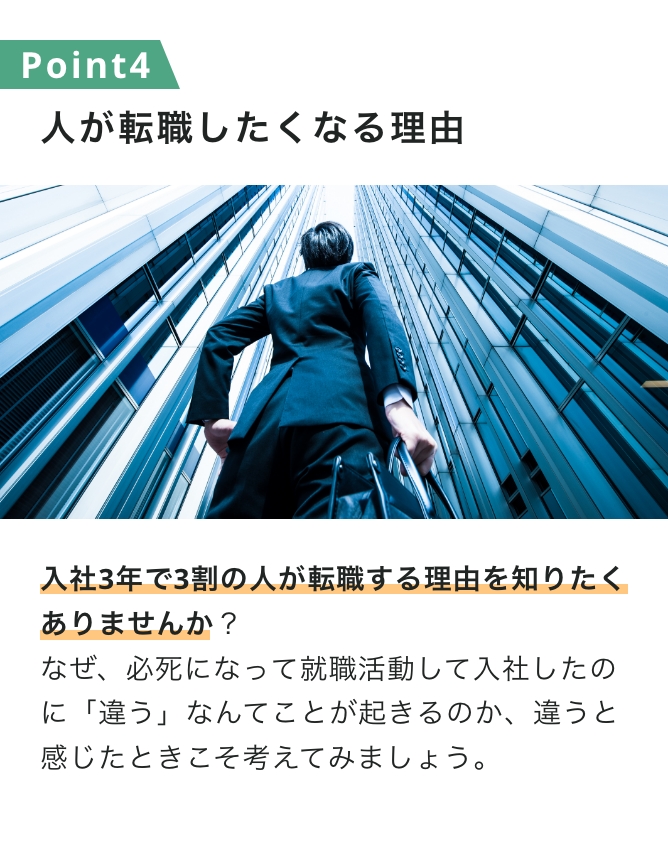 Point4
人が転職したくなる理由
入社3年で3割の人が転職する理由を知りたく
ありませんか？
なぜ、必死になって就職活動して入社したの
に「違う」なんてことが起きるのか、違うと
感じたときこそ考えてみましょう。